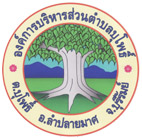 องค์การบริหารส่วนตำบลบุโพธิ์
ต.บุโพธิ์ อ.ลำปลายมาศ จ.บุรีรัมย์